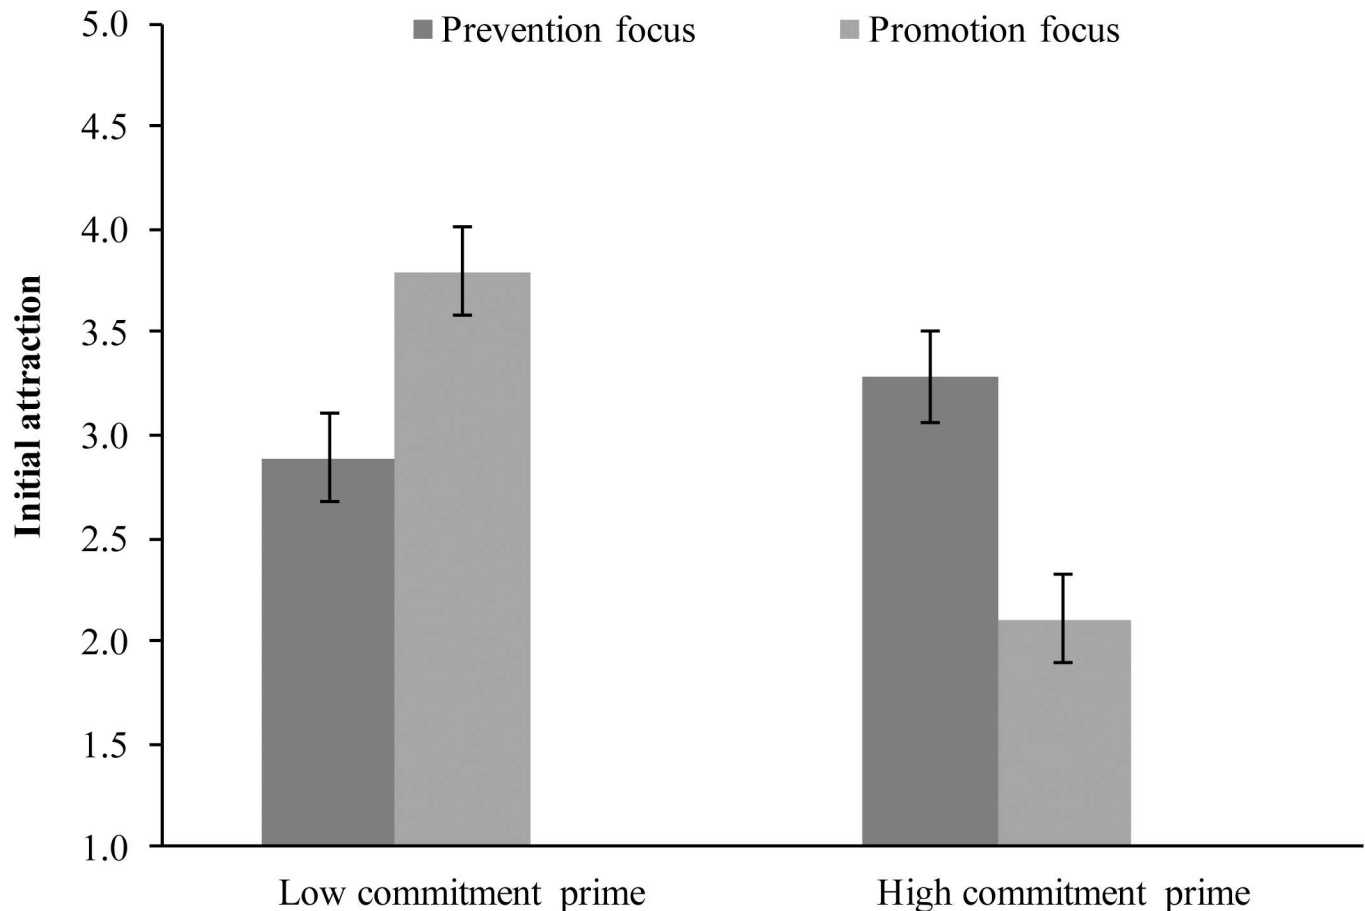 Prevention focus
Promotion focus
5.0
4.5
4.0
3.5
3.0
2.5
2.0
1.5
1.0
Initial attraction
Low commitment prime
High commitment prime